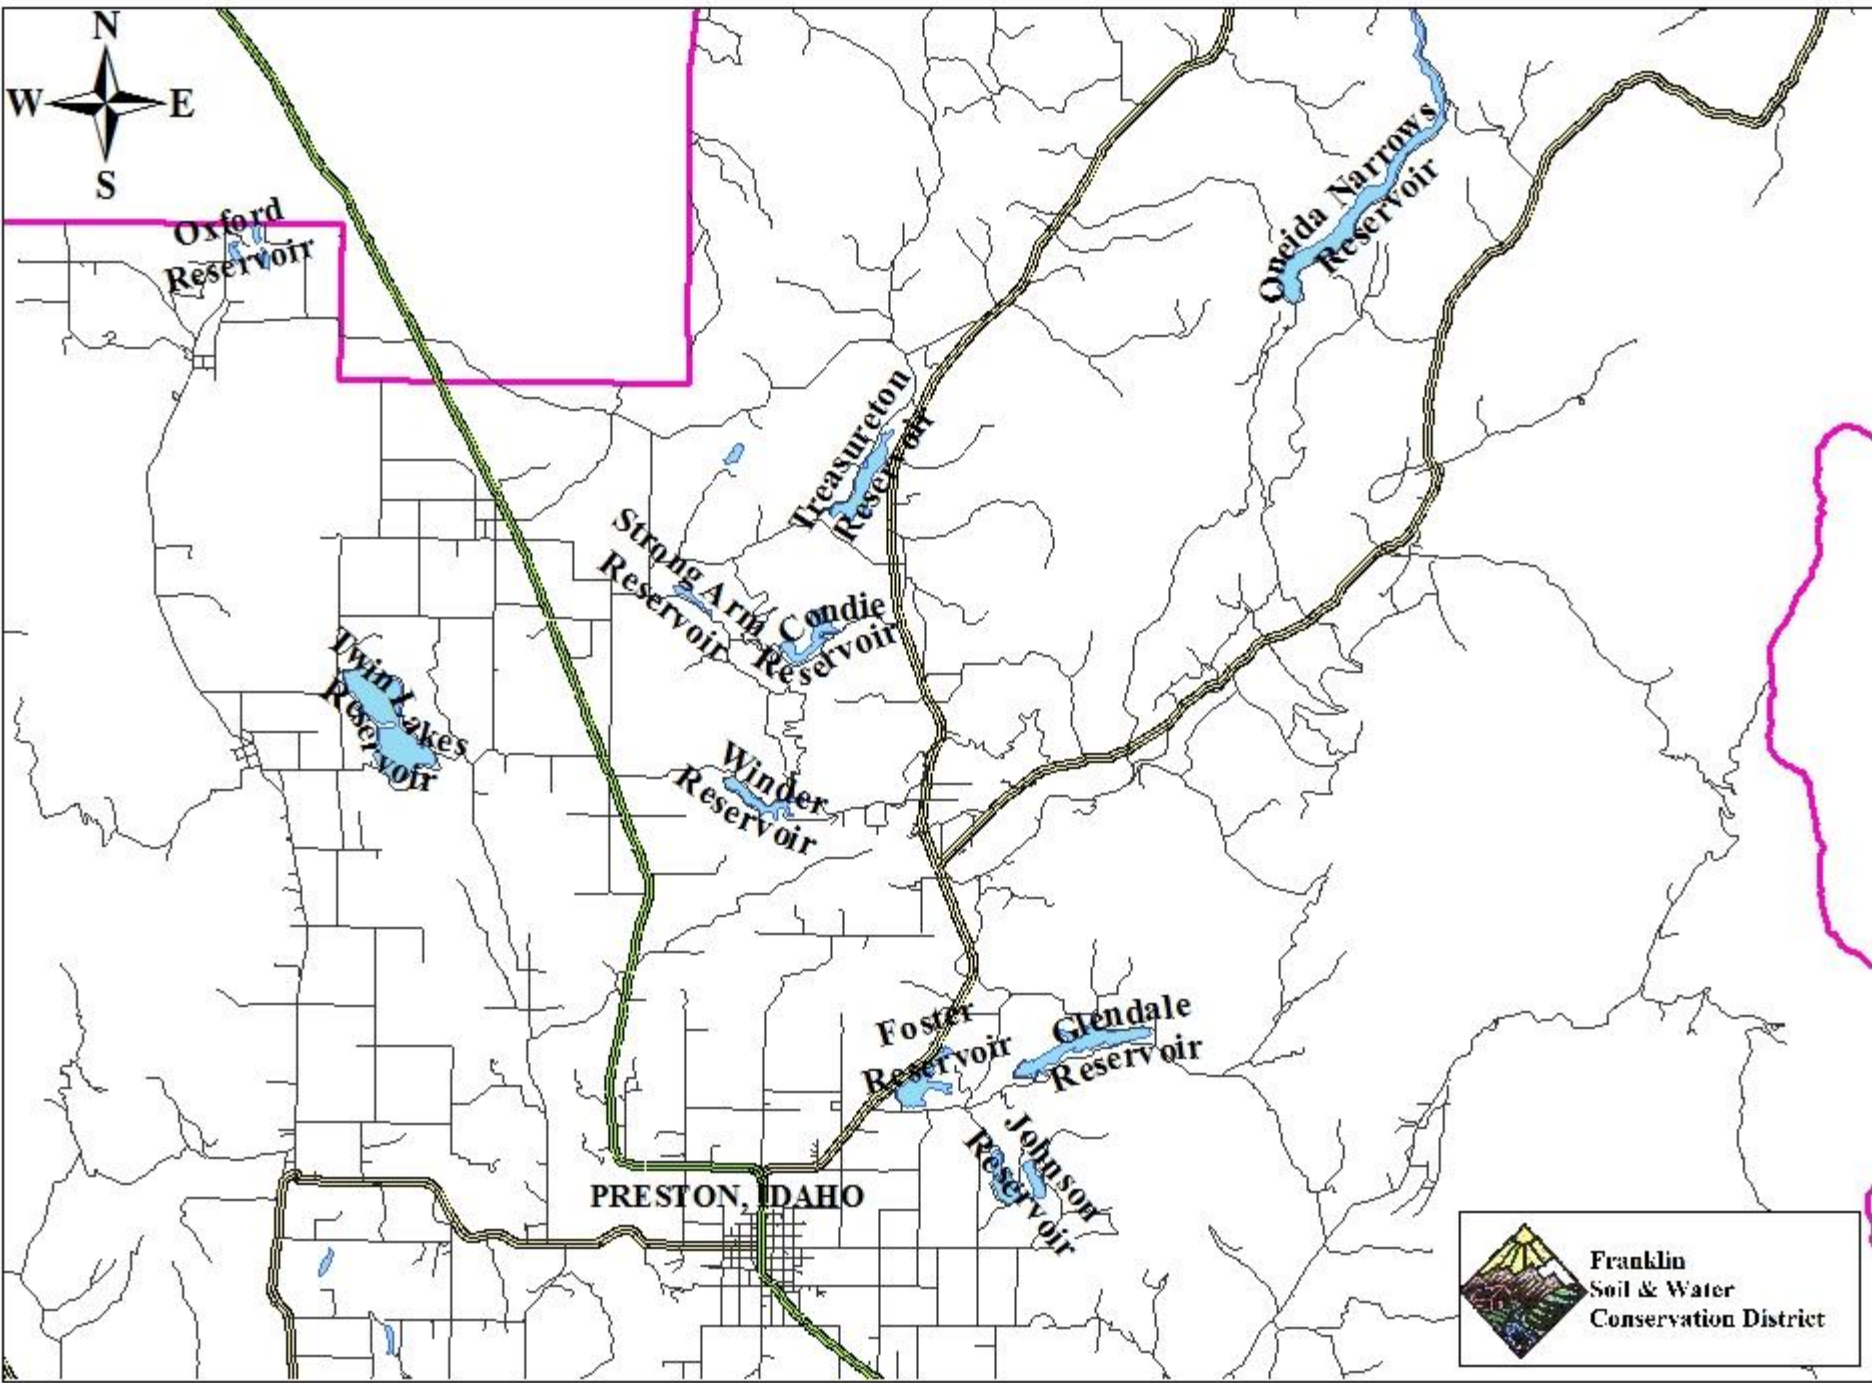 N
W E
S
Oxford
Reservoir
Oneida Narrows
Reservoir
Treasureton
Reservoir
Strong Arm
Reservoir
Condie
Reservoir
Twin Lakes
Reservoir
Winder
Reservoir
Foster
Reservoir
Glendale
Reservoir
Johnson
Reservoir
PRESTON, IDAHO
Franklin
Soil & Water
Conservation District